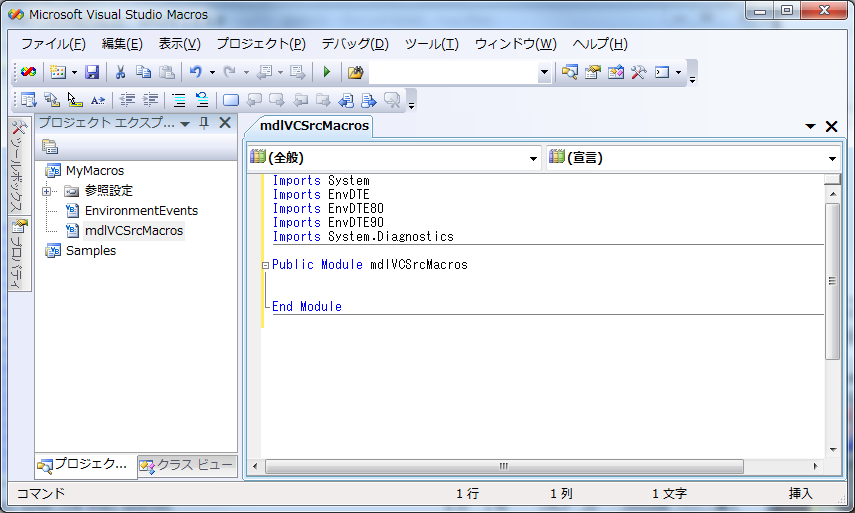 Microsoft Visual Studio Macros
ファイル(F) 編集(E) 表示(V) プロジェクト(P) デバッグ(D) ツール(T) ウィンドウ(W) ヘルプ(H)
ツールボックス
プロパティ
プロジェクト エクスプ...
MyMacros
参照設定
EnvironmentEvents
mdlVCSrcMacros
Samples
プロジェク... クラス ビュー
mdlVCSrcMacros
(全般) (宣言)
Imports System
Imports EnvDTE
Imports EnvDTE80
Imports EnvDTE90
Imports System.Diagnostics
Public Module mdlVCSrcMacros
End Module
コマンド 1 行 1 列 1 文字 挿入